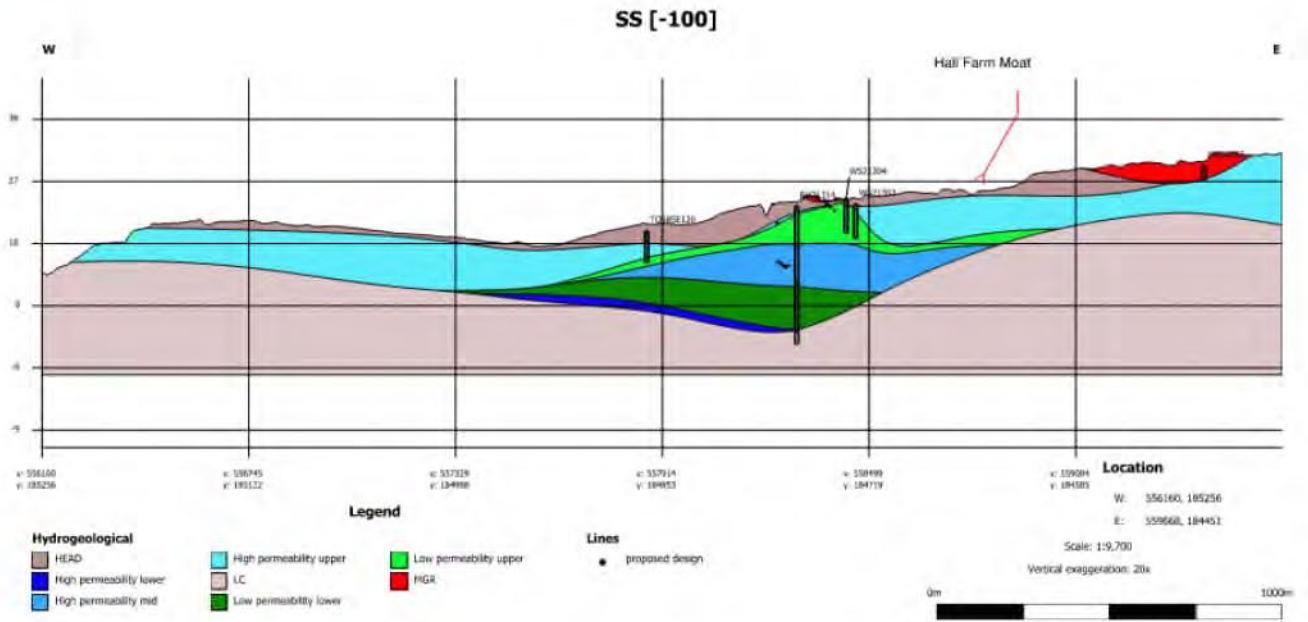 SS [-100]
W
E
Hall Farm Moat
36
27
18
9
-9
x: 556160
y: 185256
x: 556745
y: 185122
x: 557329
y: 184988
x: 557914
y: 184853
x: 558499
y: 184719
x: 559084
y: 184585
Location
W: 556160, 185256
E: 559668, 184451
Scale: 1:9,700
Vertical exaggeration: 20x
0m
1000m
Legend
Hydrogeological
HEAD
High permeability lower
High permeability mid
High permeability upper
LC
Low permeability lower
Low permeability upper
MGR
Lines
proposed design